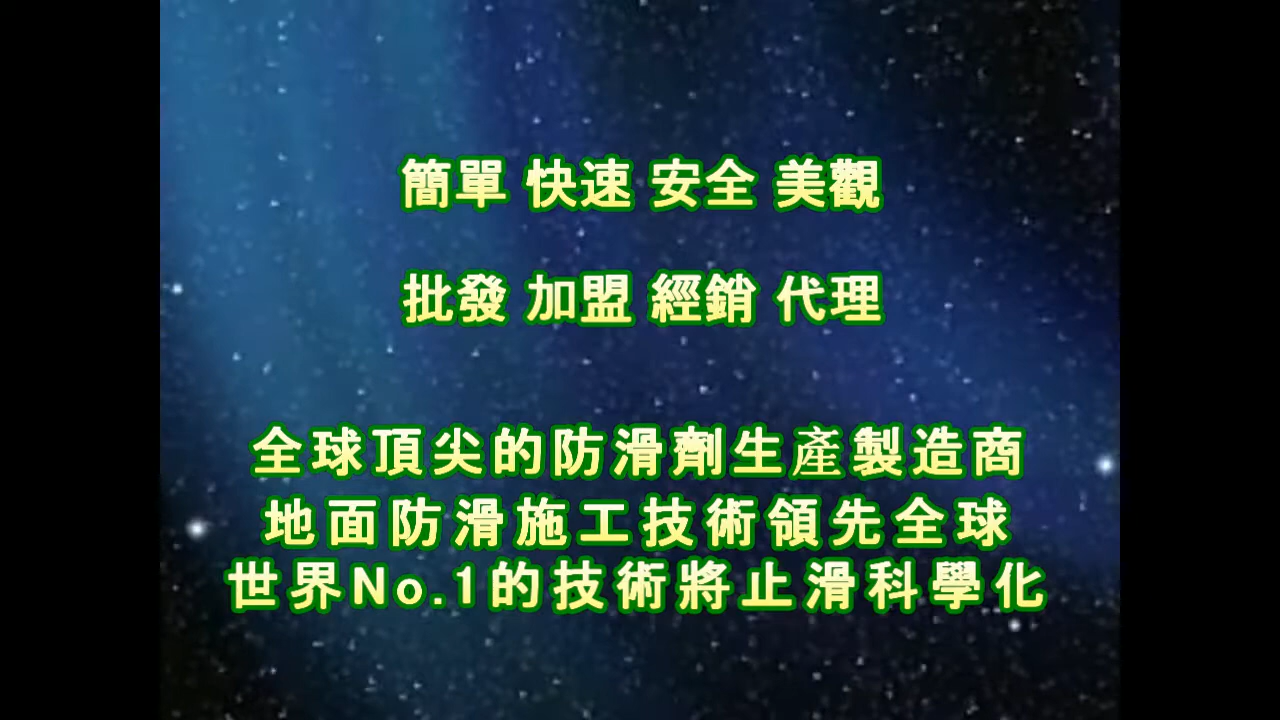 簡單 快速 安全 美觀
批發 加盟 經銷 代理
全球頂尖的防滑劑生產製造商
地面防滑施工技術領先全球
世界No.1的技術將止滑科學化